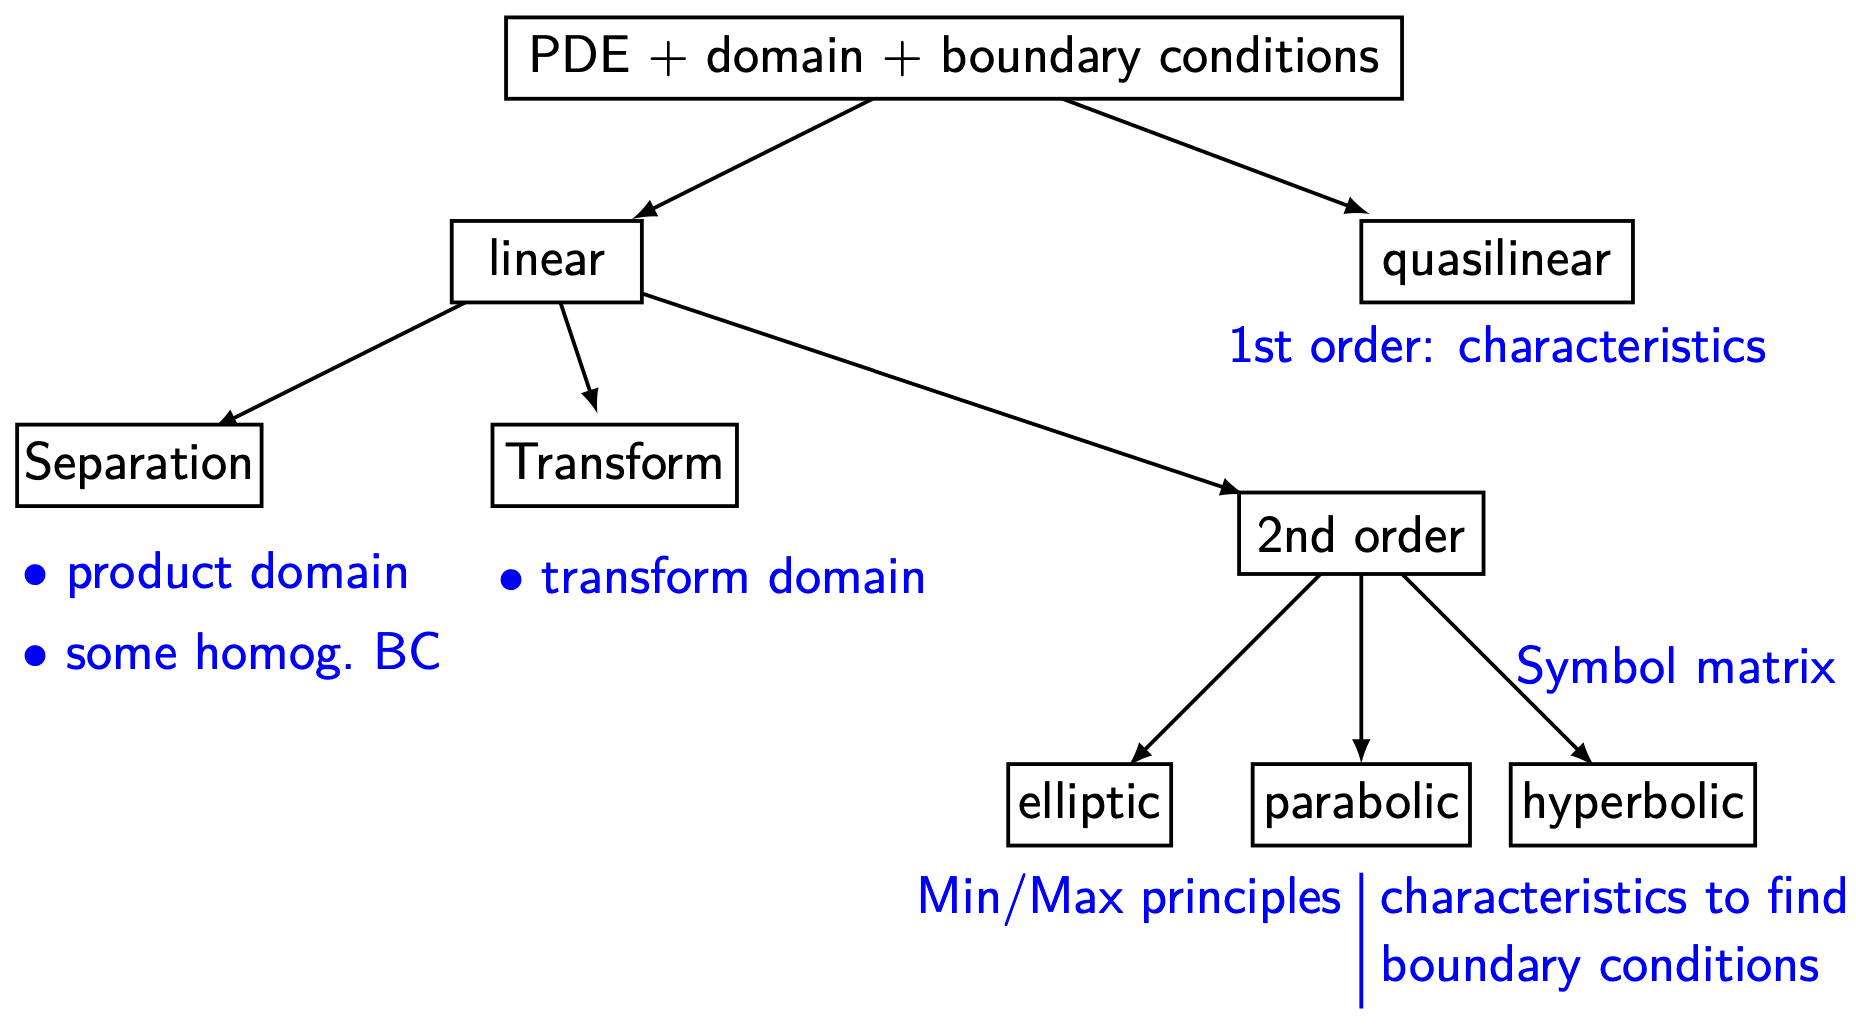 PDE + domain + boundary conditions
linear
quasilinear
1st order: characteristics
Separation
Transform
2nd order
• product domain
• transform domain
• some homog. BC
Symbol matrix
elliptic
parabolic
hyperbolic
Min/Max principles
characteristics to find
boundary conditions